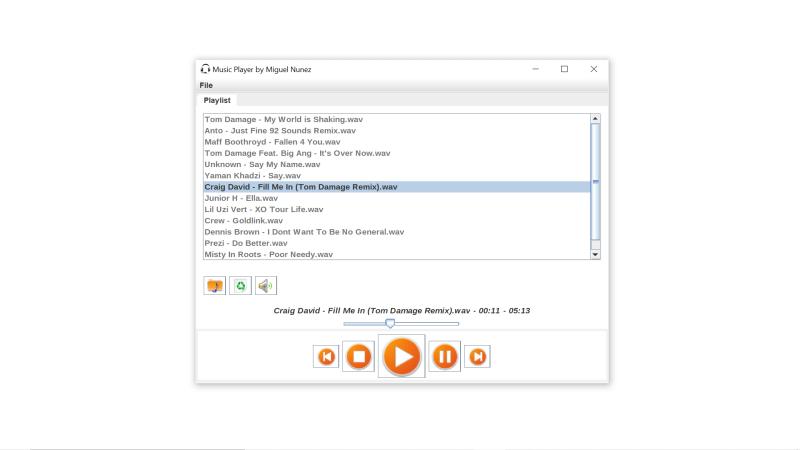 Music Player by Miguel Nunez
File
Playlist
Tom Damage - My World is Shaking.wav
Anto - Just Fine 92 Sounds Remix.wav
Maff Boothroyd - Fallen 4 You.wav
Tom Damage Feat. Big Ang - It's Over Now.wav
Unknown - Say My Name.wav
Yaman Khadzi - Say.wav
Craig David - Fill Me In (Tom Damage Remix).wav
Junior H - Ella.wav
Lil Uzi Vert - XO Tour Life.wav
Crew - Goldlink.wav
Dennis Brown - I Dont Want To Be No General.wav
Prezi - Do Better.wav
Misty In Roots - Poor Needy.wav
Craig David - Fill Me In (Tom Damage Remix).wav - 00:11 - 05:13